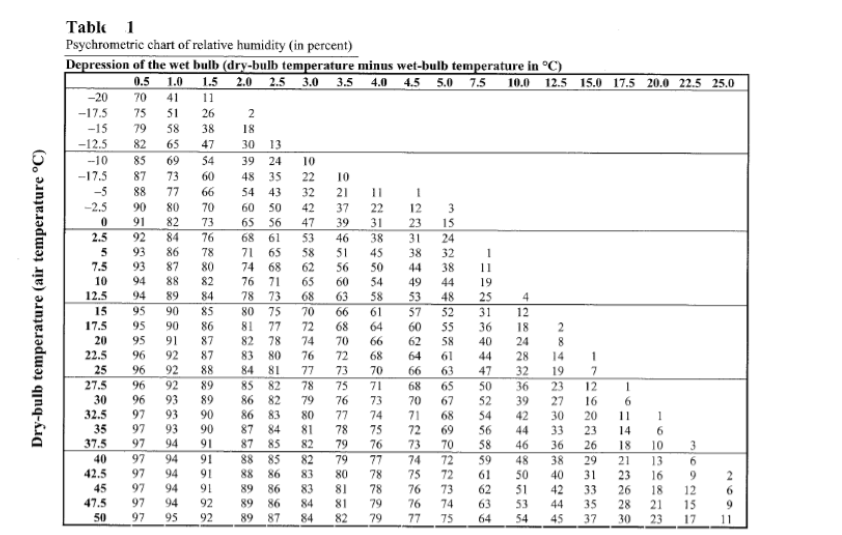 Table 1
Psychrometric chart of relative humidity (in percent)
Depression of the wet bulb (dry-bulb temperature minus wet-bulb temperature in °C)
0.5 1.0 1.5 2.0 2.5 3.0 3.5 4.0 4.5 5.0 7.5 10.0 12.5 15.0 17.5 20.0 22.5 25.0
Dry-bulb temperature (air temperature °C)
−20 70 41 11
−17.5 75 51 26 2
−15 79 58 38 18
−12.5 82 65 47 30 13
−10 85 69 54 39 24 10
−17.5 87 73 60 48 35 22 10
−5 88 77 66 54 43 32 21 11 1
−2.5 90 80 70 60 50 42 37 22 12 3
0 91 82 73 65 56 47 39 31 23 15
2.5 92 84 76 68 61 53 46 38 31 24
5 93 86 78 71 65 58 51 45 38 32 1
7.5 93 87 80 74 68 62 56 50 44 38 11
10 94 88 82 76 71 65 60 54 49 44 19
12.5 94 89 84 78 73 68 63 58 53 48 25 4
15 95 90 85 80 75 70 66 61 57 52 31 12
17.5 95 90 86 81 77 72 68 64 60 55 36 18 2
20 95 91 87 82 78 74 70 66 62 58 40 24 8
22.5 96 92 87 83 80 76 72 68 64 61 44 28 14 1
25 96 92 88 84 81 77 73 70 66 63 47 32 19 7
27.5 96 92 89 85 82 78 75 71 68 65 50 36 23 12 1
30 96 93 89 86 82 79 76 73 70 67 52 39 27 16 6
32.5 97 93 90 86 83 80 77 74 71 68 54 42 30 20 11 1
35 97 93 90 87 84 81 78 75 72 69 56 44 33 23 14 6
37.5 97 94 91 87 85 82 79 76 73 70 58 46 36 26 18 10 3
40 97 94 91 88 85 82 79 77 74 72 59 48 38 29 21 13 6
42.5 97 94 91 88 86 83 80 78 75 72 61 50 40 31 23 16 9 2
45 97 94 91 89 86 83 81 78 76 73 62 51 42 33 26 18 12 6
47.5 97 94 92 89 86 84 81 79 76 74 63 53 44 35 28 21 15 9
50 97 95 92 89 87 84 82 79 77 75 64 54 45 37 30 23 17 11